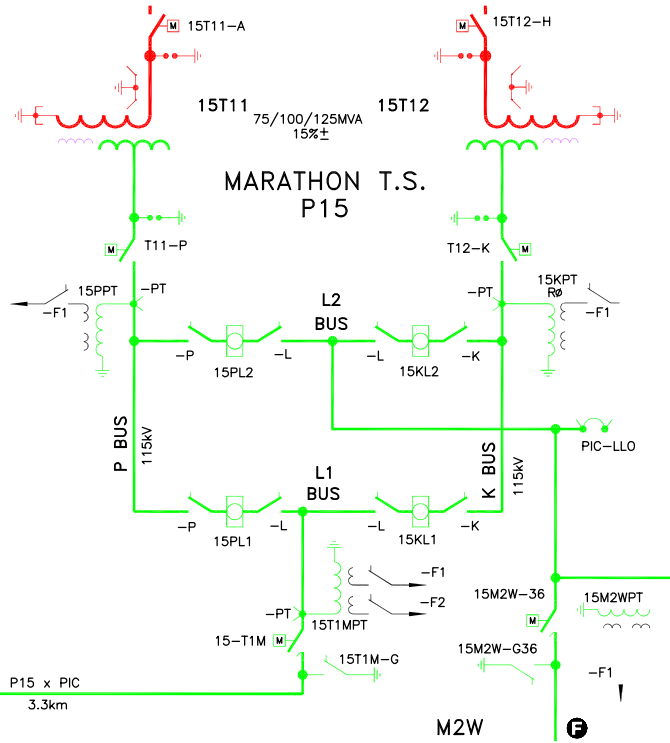 15T11-A
M
15T12-H
M
15T11
75/100/125MVA
15%±
15T12
MARATHON T.S.
P15
M
T11-P
T12-K
M
15PPT
-PT
-F1
-PT
15KPT
RØ
-F1
L2
BUS
-P
-L
15PL2
-L
-K
15KL2
P BUS
115kV
K BUS
115kV
PIC-LLO
L1
BUS
-P
-L
15PL1
-L
-K
15KL1
-F1
-F2
-PT
15T1MPT
15-T1M
M
15T1M-G
15M2W-36
M
15M2WPT
15M2W-G36
-F1
P15 x PIC
3.3km
M2W
F